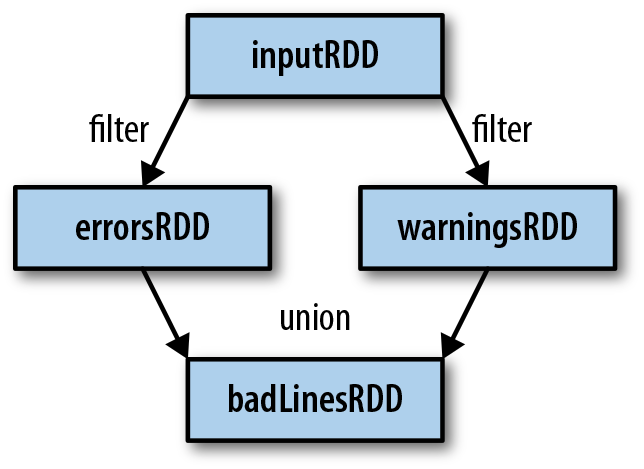 inputRDD
filter
filter
errorsRDD
warningsRDD
union
badLinesRDD